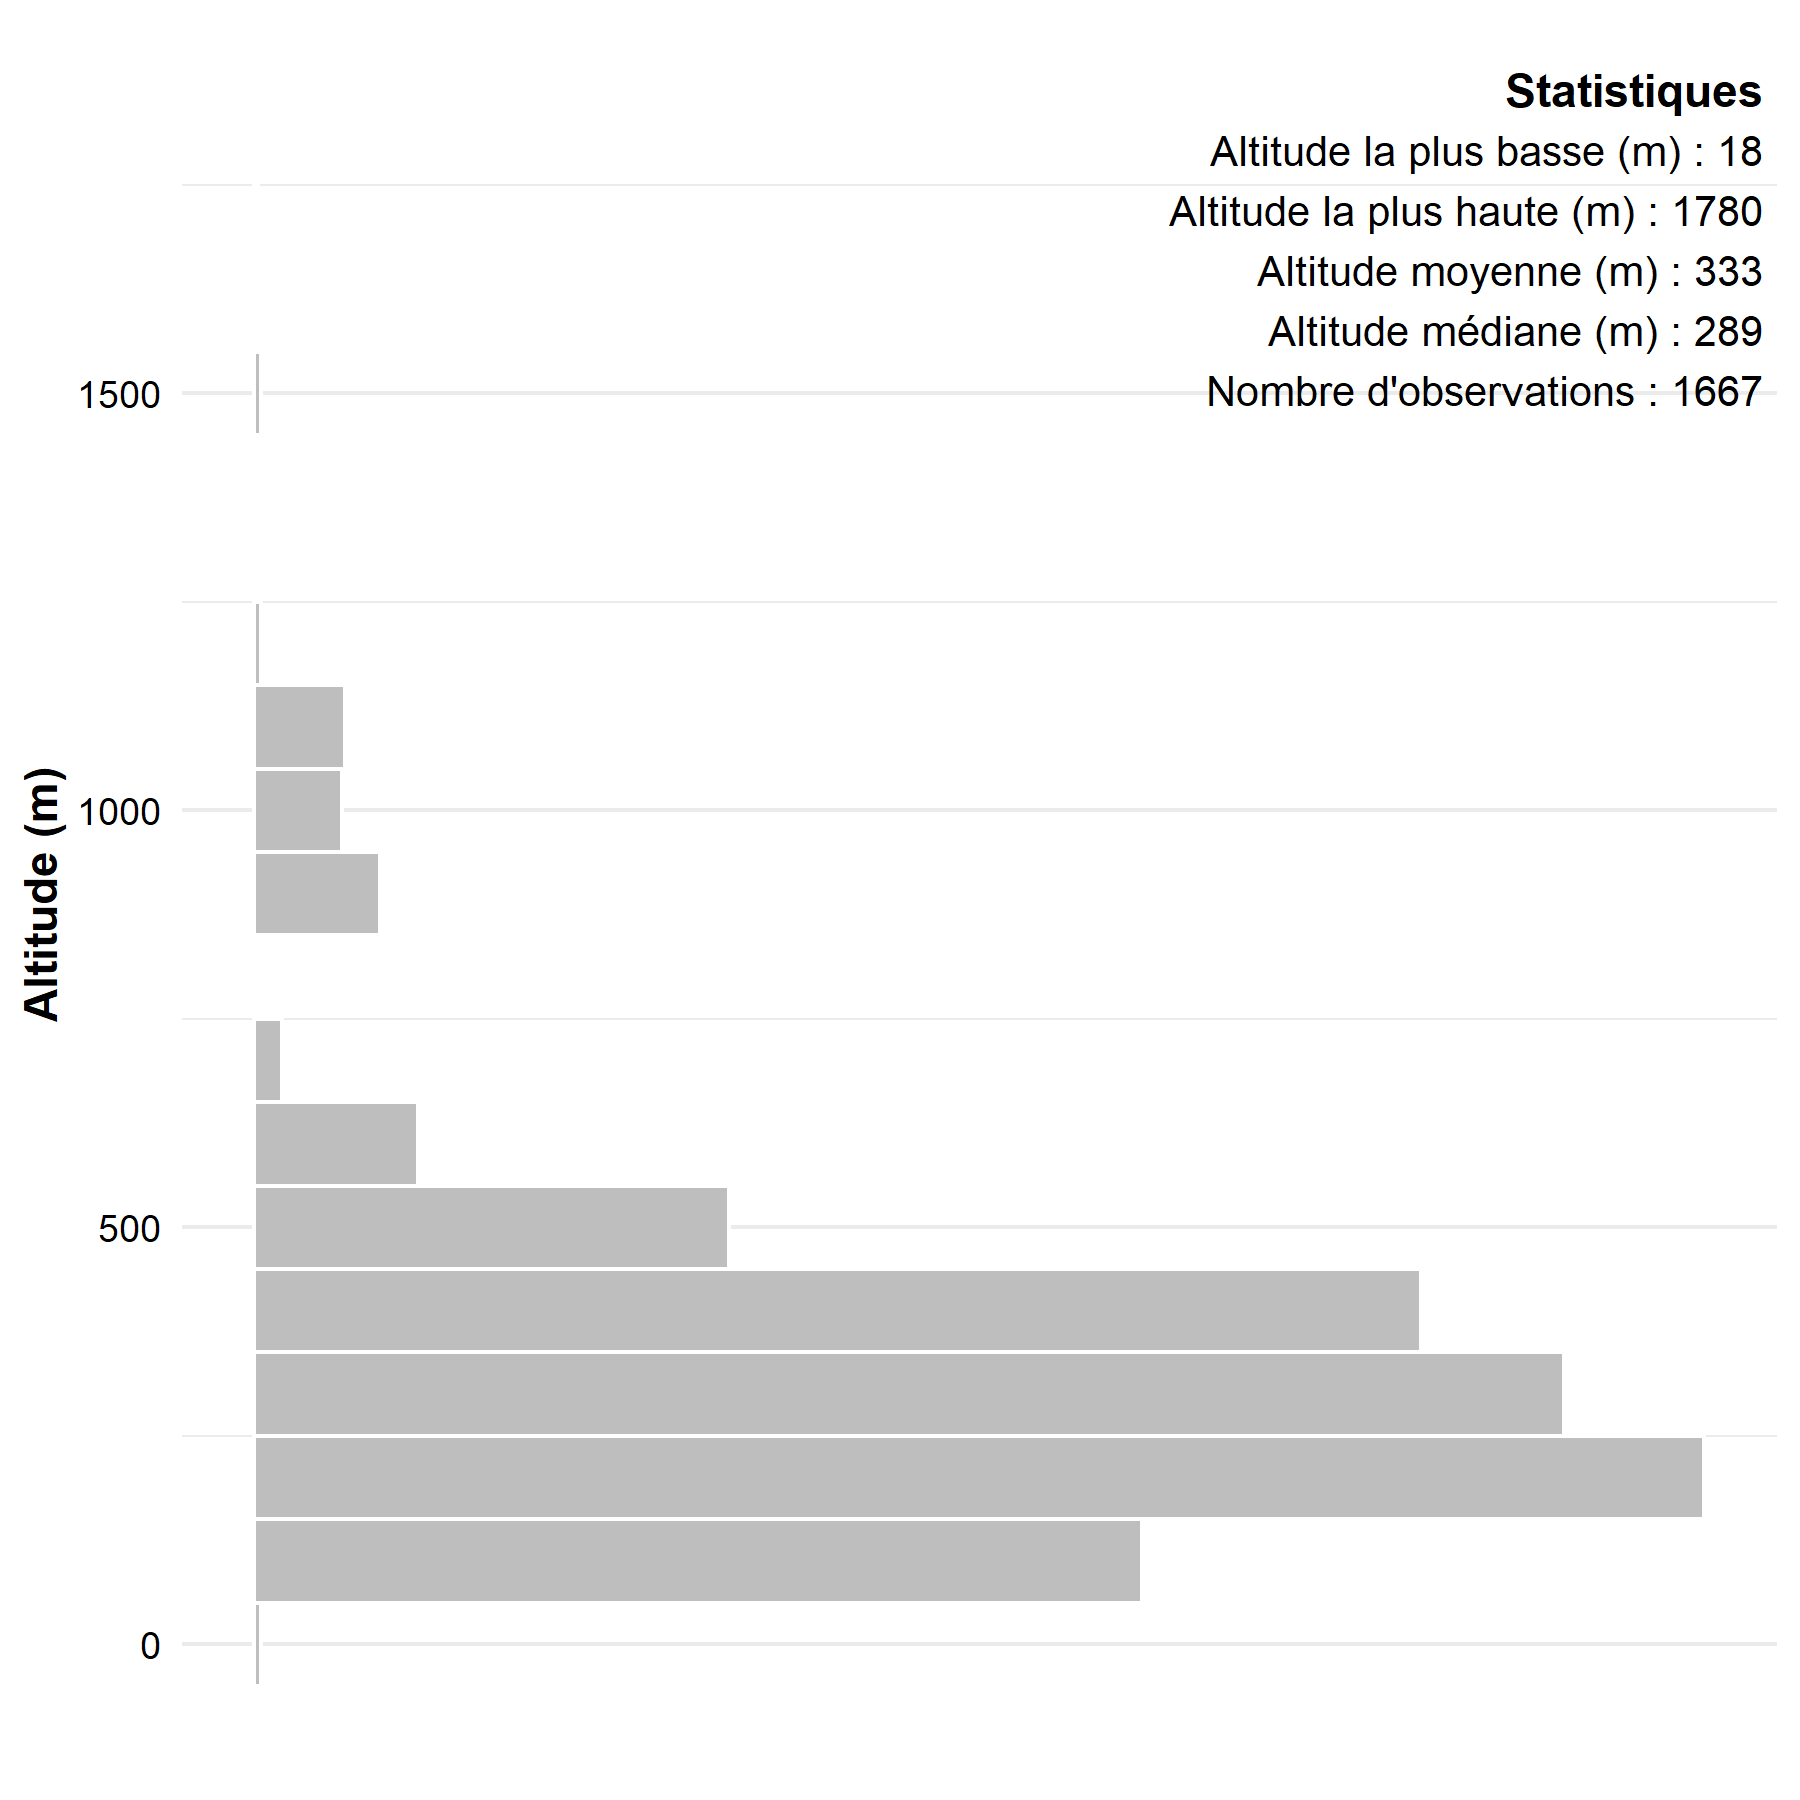 Statistiques
Altitude la plus basse (m) : 18
Altitude la plus haute (m) : 1780
Altitude moyenne (m) : 333
Altitude médiane (m) : 289
Nombre d'observations : 1667
1500
1000
500
0
Altitude (m)